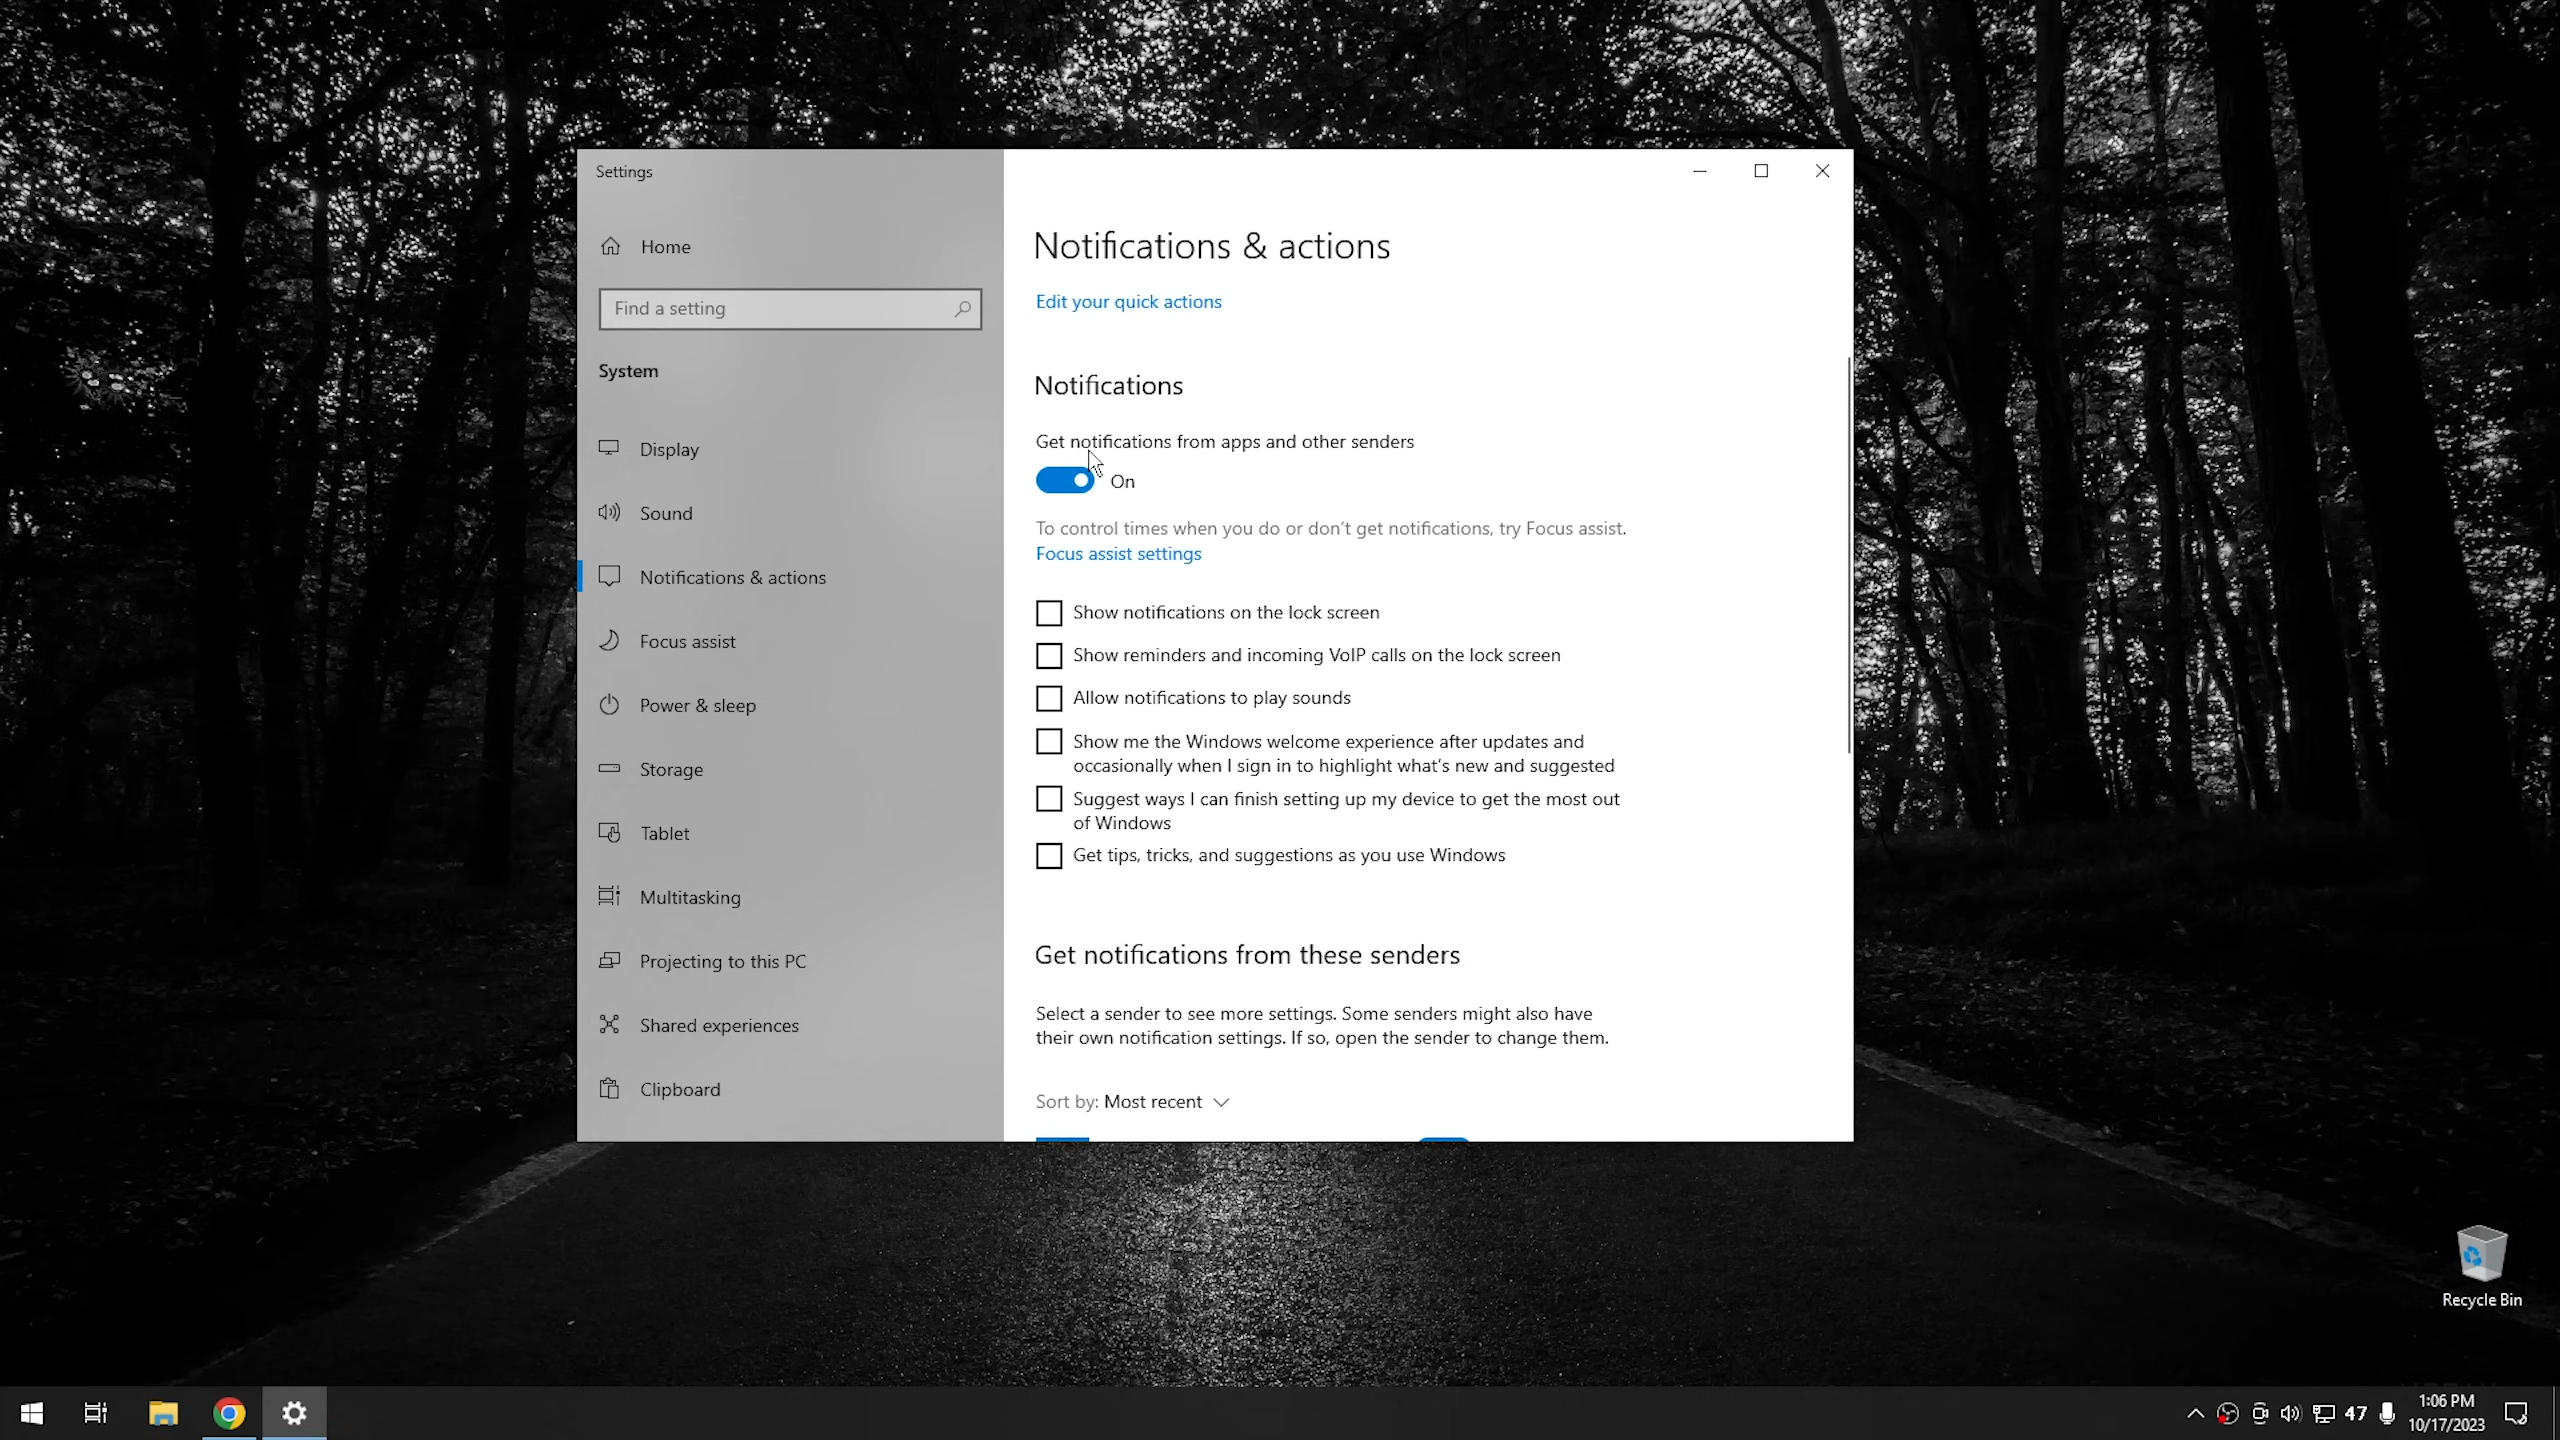 Settings
Home
Find a setting
System
Display
Sound
Notifications & actions
Focus assist
Power & sleep
Storage
Tablet
Multitasking
Projecting to this PC
Shared experiences
Clipboard
Notifications & actions
Edit your quick actions
Notifications
Get notifications from apps and other senders
On
To control times when you do or don't get notifications, try Focus assist.
Focus assist settings
Show notifications on the lock screen
Show reminders and incoming VoIP calls on the lock screen
Allow notifications to play sounds
Show me the Windows welcome experience after updates and
occasionally when I sign in to highlight what's new and suggested
Suggest ways I can finish setting up my device to get the most out
of Windows
Get tips, tricks, and suggestions as you use Windows
Get notifications from these senders
Select a sender to see more settings. Some senders might also have
their own notification settings. If so, open the sender to change them.
Sort by: Most recent
Recycle Bin
47
1:06 PM
10/17/2023